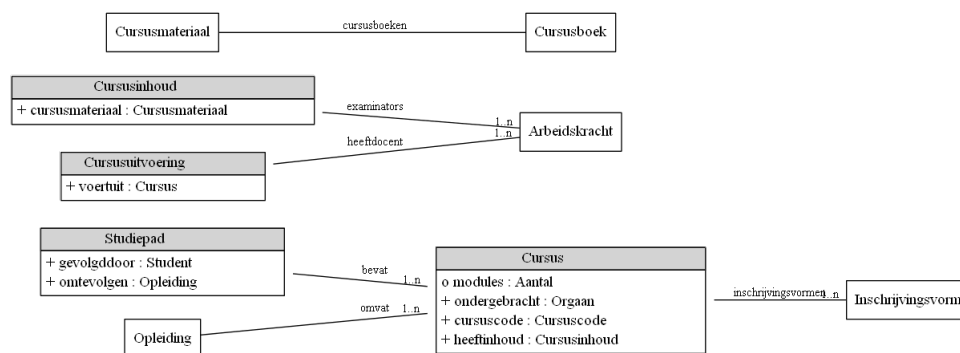 Cursusmateriaal
cursusboeken
Cursusboek
Cursusinhoud
+ cursusmateriaal : Cursusmateriaal
examinators
1..n
Arbeidskracht
1..n
heeftdocent
Cursusuitvoering
+ voertuit : Cursus
Studiepad
+ gevolgddoor : Student
+ omtevolgen : Opleiding
bevat
1..n
Cursus
o modules : Aantal
+ ondergebracht : Orgaan
+ cursuscode : Cursuscode
+ heeftinhoud : Cursusinhoud
inschrijvingsvormen
1..n
Inschrijvingsvorm
omvat
1..n
Opleiding